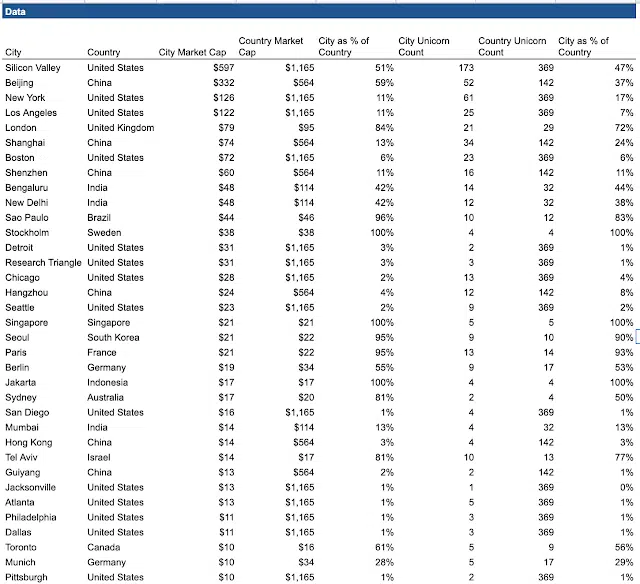 Data
City Country City Market Cap Country Market Cap City as % of Country City Unicorn Count Country Unicorn Count City as % of Country
Silicon Valley United States $597 $1,165 51% 173 369 47%
Beijing China $332 $564 59% 52 142 37%
New York United States $126 $1,165 11% 61 369 17%
Los Angeles United States $122 $1,165 11% 25 369 7%
London United Kingdom $79 $95 84% 21 29 72%
Shanghai China $74 $564 13% 34 142 24%
Boston United States $72 $1,165 6% 23 369 6%
Shenzhen China $60 $564 11% 16 142 11%
Bengaluru India $48 $114 42% 14 32 44%
New Delhi India $48 $114 42% 12 32 38%
Sao Paulo Brazil $44 $46 96% 10 12 83%
Stockholm Sweden $38 $38 100% 4 4 100%
Detroit United States $31 $1,165 3% 2 369 1%
Research Triangle United States $31 $1,165 3% 3 369 1%
Chicago United States $28 $1,165 2% 13 369 4%
Hangzhou China $24 $564 4% 12 142 8%
Seattle United States $23 $1,165 2% 9 369 2%
Singapore Singapore $21 $21 100% 5 5 100%
Seoul South Korea $21 $22 95% 9 10 90%
Paris France $21 $22 95% 13 14 93%
Berlin Germany $19 $34 55% 9 17 53%
Jakarta Indonesia $17 $17 100% 4 4 100%
Sydney Australia $17 $20 81% 2 4 50%
San Diego United States $16 $1,165 1% 4 369 1%
Mumbai India $14 $114 13% 4 32 13%
Hong Kong China $14 $564 3% 4 142 3%
Tel Aviv Israel $14 $17 81% 10 13 77%
Guiyang China $13 $564 2% 2 142 1%
Jacksonville United States $13 $1,165 1% 1 369 0%
Atlanta United States $13 $1,165 1% 5 369 1%
Philadelphia United States $11 $1,165 1% 3 369 1%
Dallas United States $11 $1,165 1% 3 369 1%
Toronto Canada $10 $16 61% 5 9 56%
Munich Germany $10 $34 28% 5 17 29%
Pittsburgh United States $10 $1,165 1% 2 369 1%